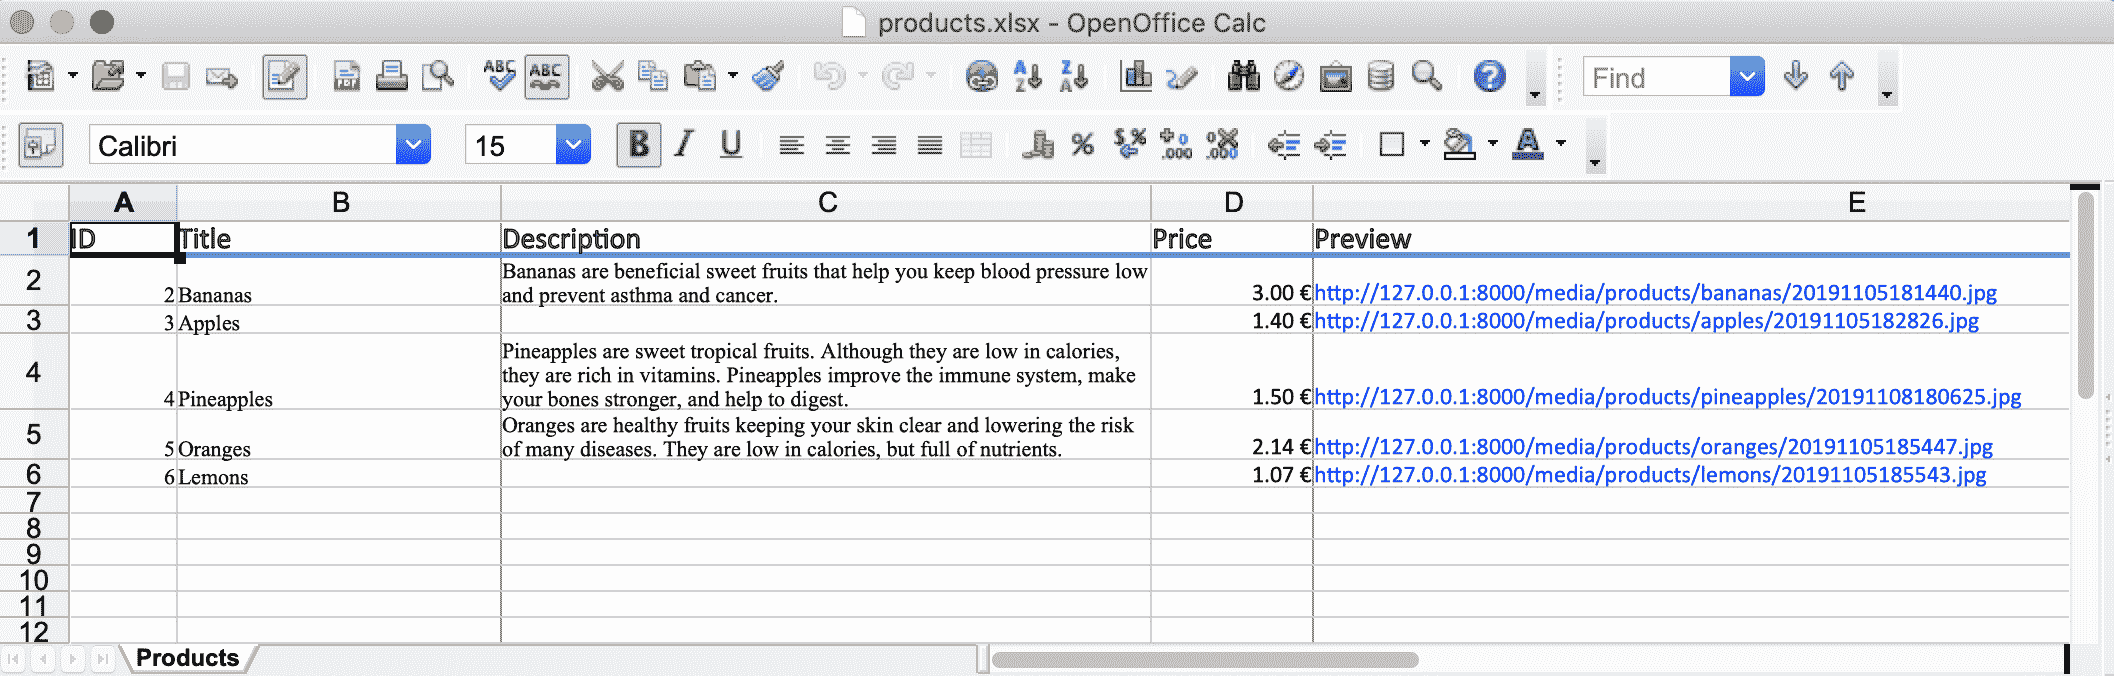 products.xlsx - OpenOffice Calc
PDF ABC ABC A Z Z A Find
Calibri 15 B I U % $% .000 .000 A
A B C D E
1 ID Title Description Price Preview
2 2 Bananas Bananas are beneficial sweet fruits that help you keep blood pressure low
and prevent asthma and cancer. 3.00 € http://127.0.0.1:8000/media/products/bananas/20191105181440.jpg
3 3 Apples 1.40 € http://127.0.0.1:8000/media/products/apples/20191105182826.jpg
4 4 Pineapples Pineapples are sweet tropical fruits. Although they are low in calories,
they are rich in vitamins. Pineapples improve the immune system, make
your bones stronger, and help to digest. 1.50 € http://127.0.0.1:8000/media/products/pineapples/20191108180625.jpg
5 5 Oranges Oranges are healthy fruits keeping your skin clear and lowering the risk
of many diseases. They are low in calories, but full of nutrients. 2.14 € http://127.0.0.1:8000/media/products/oranges/20191105185447.jpg
6 6 Lemons 1.07 € http://127.0.0.1:8000/media/products/lemons/20191105185543.jpg
7
8
9
10
11
12
Products